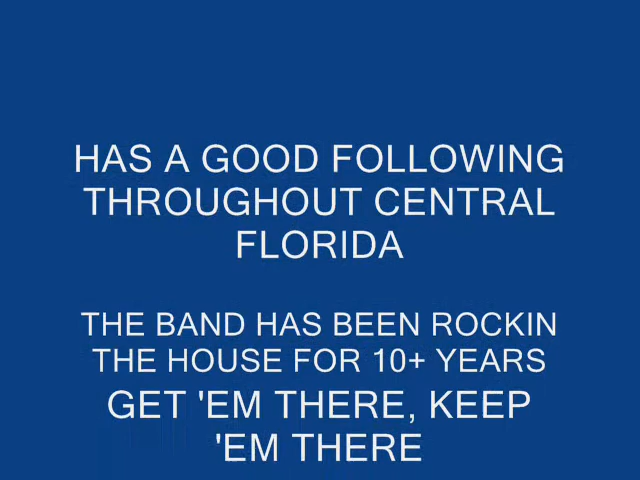 HAS A GOOD FOLLOWING
THROUGHOUT CENTRAL
FLORIDA
THE BAND HAS BEEN ROCKIN
THE HOUSE FOR 10+ YEARS
GET 'EM THERE, KEEP
'EM THERE